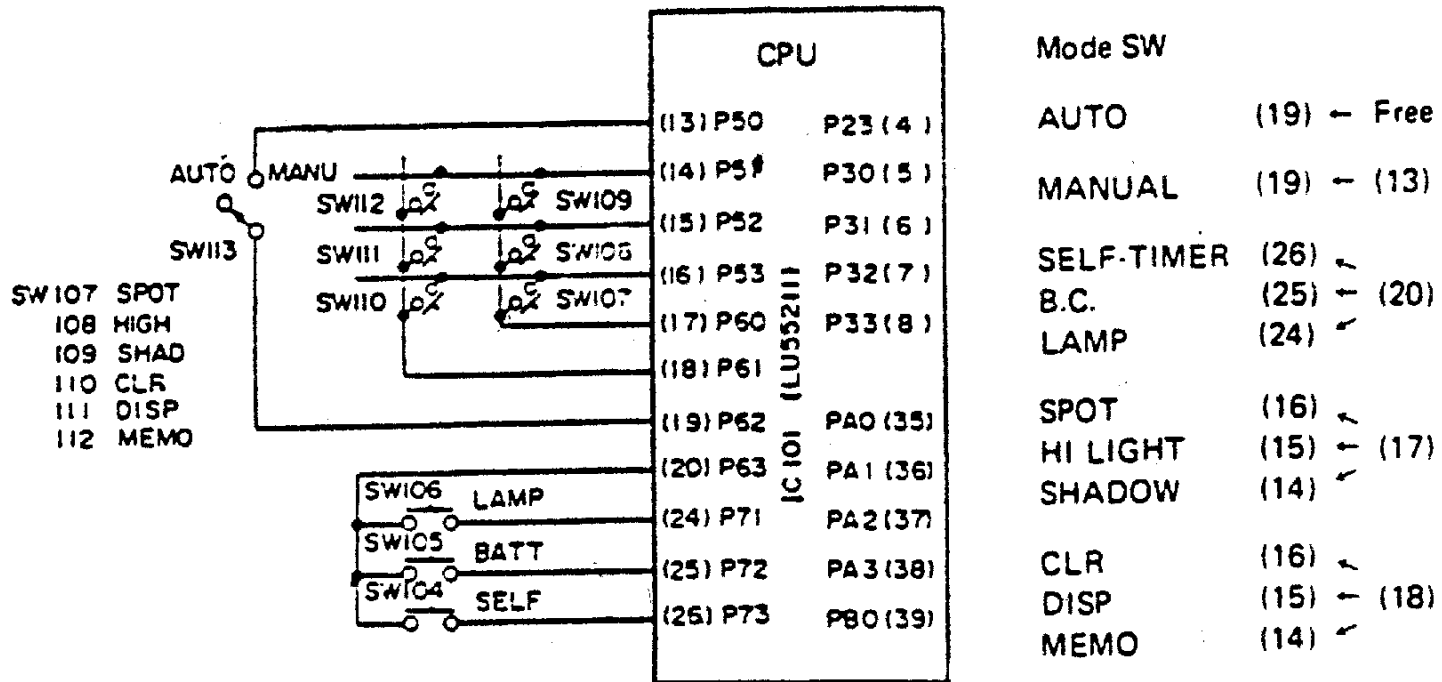 CPU
(13) P50 P23 (4)
(14) P51 P30 (5)
(15) P52 P31 (6)
(16) P53 P32 (7)
(17) P60 P33 (8)
(18) P61
(19) P62 PA0 (35)
(20) P63 PA1 (36)
(24) P71 PA2 (37)
(25) P72 PA3 (38)
(26) P73 PB0 (39)
IC101 (LU55211)
AUTO MANU
SW113
SW112 SW109
SW111 SW108
SW110 SW107
SW107 SPOT
108 HIGH
109 SHAD
110 CLR
111 DISP
112 MEMO
SW106 LAMP
SW105 BATT
SW104 SELF
Mode SW
AUTO (19) ← Free
MANUAL (19) ← (13)
SELF-TIMER (26) ↖
B.C. (25) ← (20)
LAMP (24) ↙
SPOT (16) ↖
HI LIGHT (15) ← (17)
SHADOW (14) ↙
CLR (16) ↖
DISP (15) ← (18)
MEMO (14) ↙